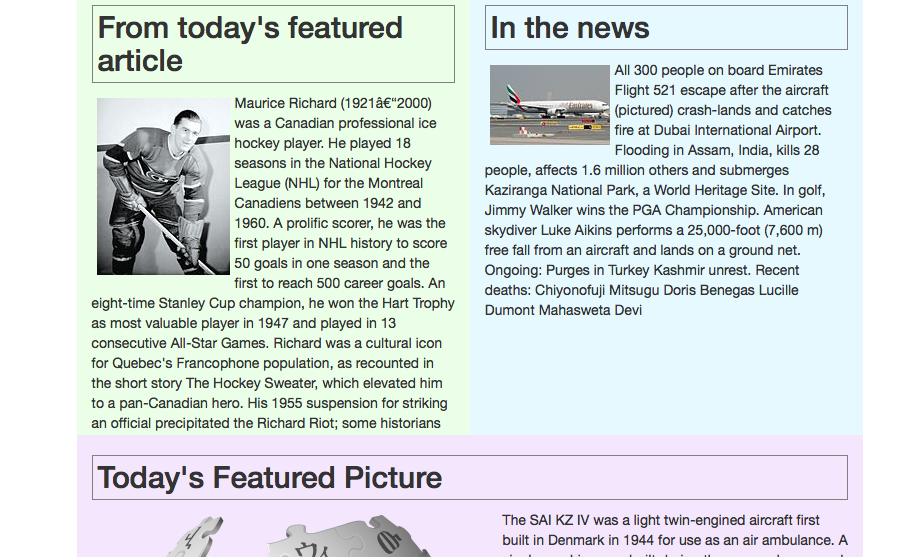 From today's featured
article
Maurice Richard (1921â€“2000)
was a Canadian professional ice
hockey player. He played 18
seasons in the National Hockey
League (NHL) for the Montreal
Canadiens between 1942 and
1960. A prolific scorer, he was the
first player in NHL history to score
50 goals in one season and the
first to reach 500 career goals. An
eight-time Stanley Cup champion, he won the Hart Trophy
as most valuable player in 1947 and played in 13
consecutive All-Star Games. Richard was a cultural icon
for Quebec's Francophone population, as recounted in
the short story The Hockey Sweater, which elevated him
to a pan-Canadian hero. His 1955 suspension for striking
an official precipitated the Richard Riot; some historians
In the news
Emirates
All 300 people on board Emirates
Flight 521 escape after the aircraft
(pictured) crash-lands and catches
fire at Dubai International Airport.
Flooding in Assam, India, kills 28
people, affects 1.6 million others and submerges
Kaziranga National Park, a World Heritage Site. In golf,
Jimmy Walker wins the PGA Championship. American
skydiver Luke Aikins performs a 25,000-foot (7,600 m)
free fall from an aircraft and lands on a ground net.
Ongoing: Purges in Turkey Kashmir unrest. Recent
deaths: Chiyonofuji Mitsugu Doris Benegas Lucille
Dumont Mahasweta Devi
Today's Featured Picture
The SAI KZ IV was a light twin-engined aircraft first
built in Denmark in 1944 for use as an air ambulance. A